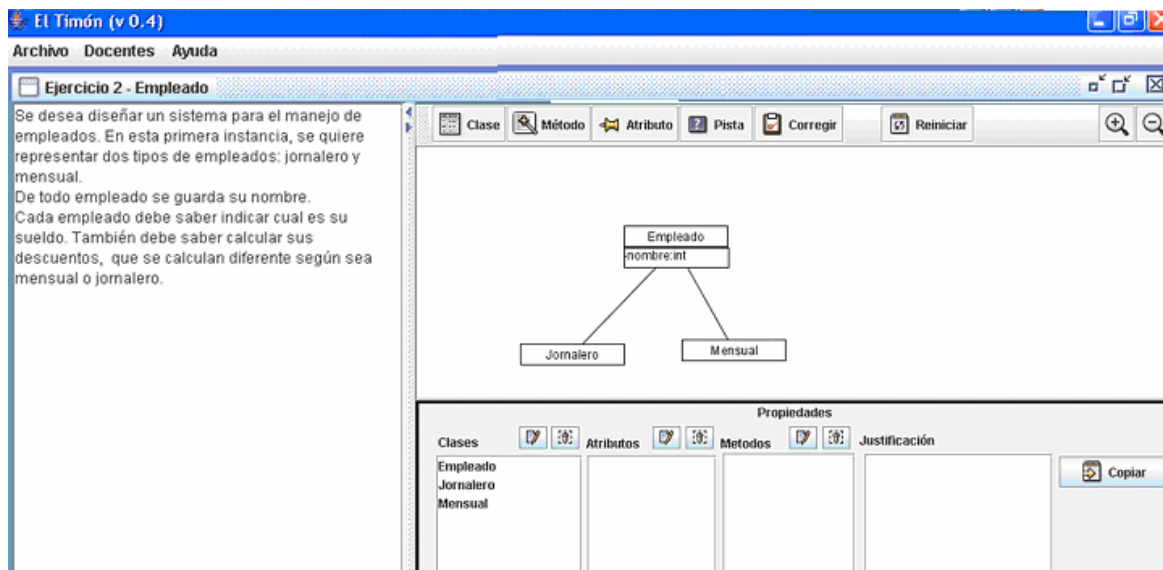 El Timón (v 0.4)
Archivo Docentes Ayuda
Ejercicio 2 - Empleado
Se desea diseñar un sistema para el manejo de
empleados. En esta primera instancia, se quiere
representar dos tipos de empleados: jornalero y
mensual.
De todo empleado se guarda su nombre.
Cada empleado debe saber indicar cual es su
sueldo. También debe saber calcular sus
descuentos, que se calculan diferente según sea
mensual o jornalero.
Clase Método Atributo Pista Corregir Reiniciar
Empleado
-nombre:int
Jornalero
Mensual
Propiedades
Clases Atributos Metodos Justificación
Empleado
Jornalero
Mensual
Copiar